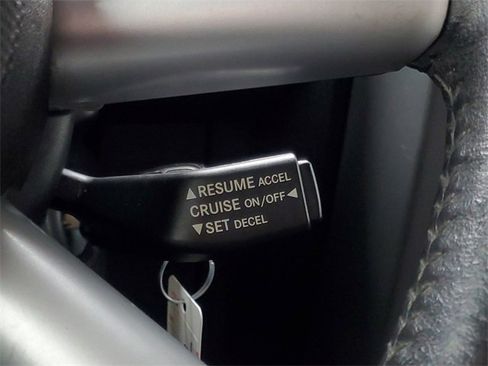 ▲RESUME ACCEL
CRUISE ON/OFF◀
▼SET DECEL